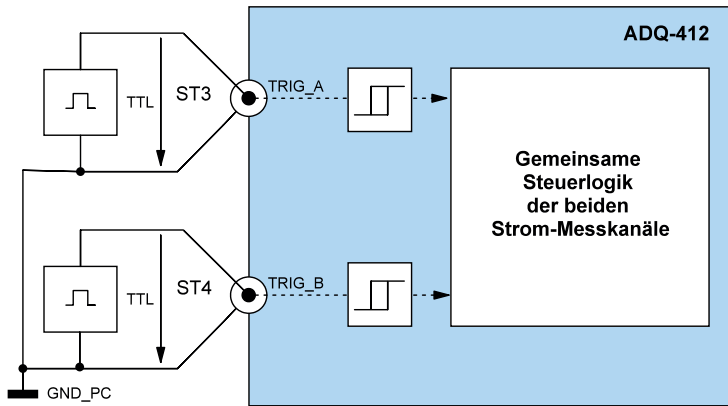 ADQ-412
TTL
ST3
TRIG_A
Gemeinsame
Steuerlogik
der beiden
Strom-Messkanäle
TTL
ST4
TRIG_B
GND_PC